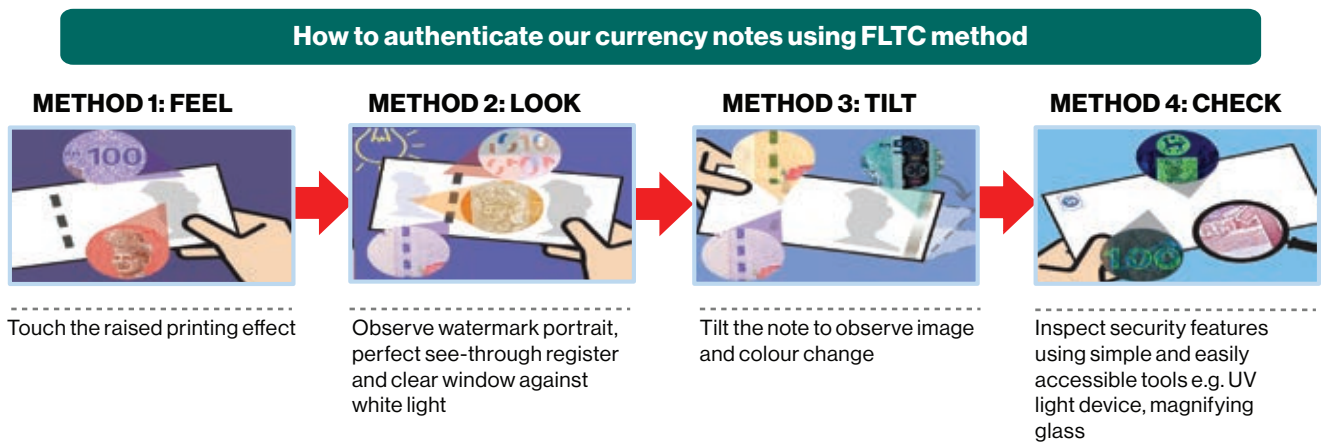 How to authenticate our currency notes using FLTC method
METHOD 1: FEEL
100
Touch the raised printing effect
METHOD 2: LOOK
Observe watermark portrait,
perfect see-through register
and clear window against
white light
METHOD 3: TILT
Tilt the note to observe image
and colour change
METHOD 4: CHECK
100
Inspect security features
using simple and easily
accessible tools e.g. UV
light device, magnifying
glass